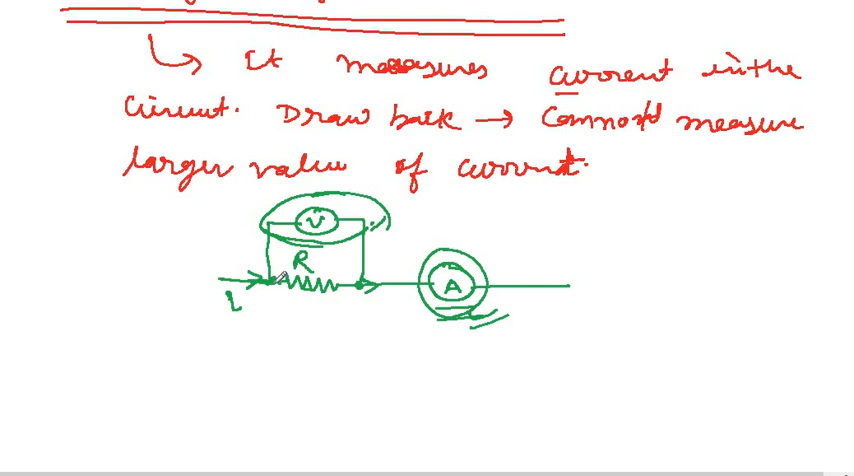 It measures current in the
Circuit. Draw back → Cannot measure
larger value of current.
V
R
i
A